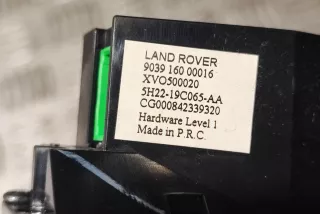 LAND ROVER
9039 160 00016
XVO500020
5H22-19C065-AA
CG000842339320
Hardware Level 1
Made in P.R.C.